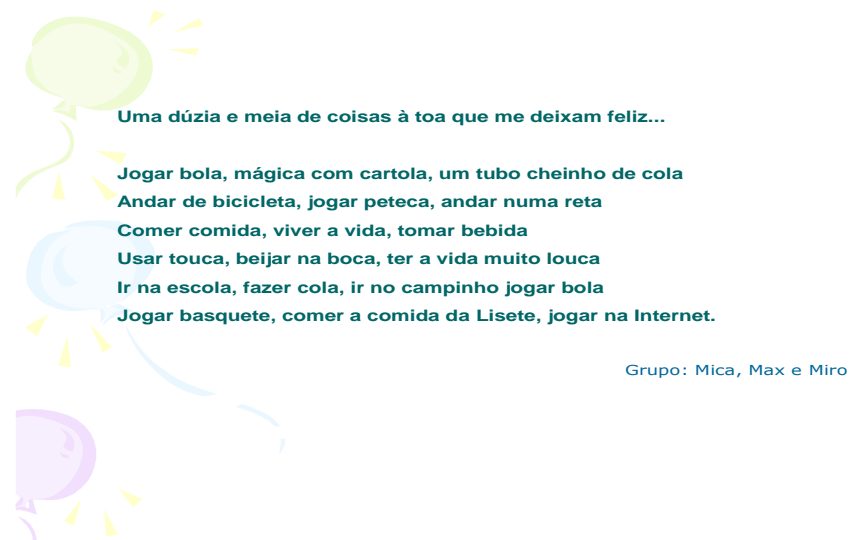 Uma dúzia e meia de coisas à toa que me deixam feliz...
Jogar bola, mágica com cartola, um tubo cheinho de cola
Andar de bicicleta, jogar peteca, andar numa reta
Comer comida, viver a vida, tomar bebida
Usar touca, beijar na boca, ter a vida muito louca
Ir na escola, fazer cola, ir no campinho jogar bola
Jogar basquete, comer a comida da Lisete, jogar na Internet.
Grupo: Mica, Max e Miro